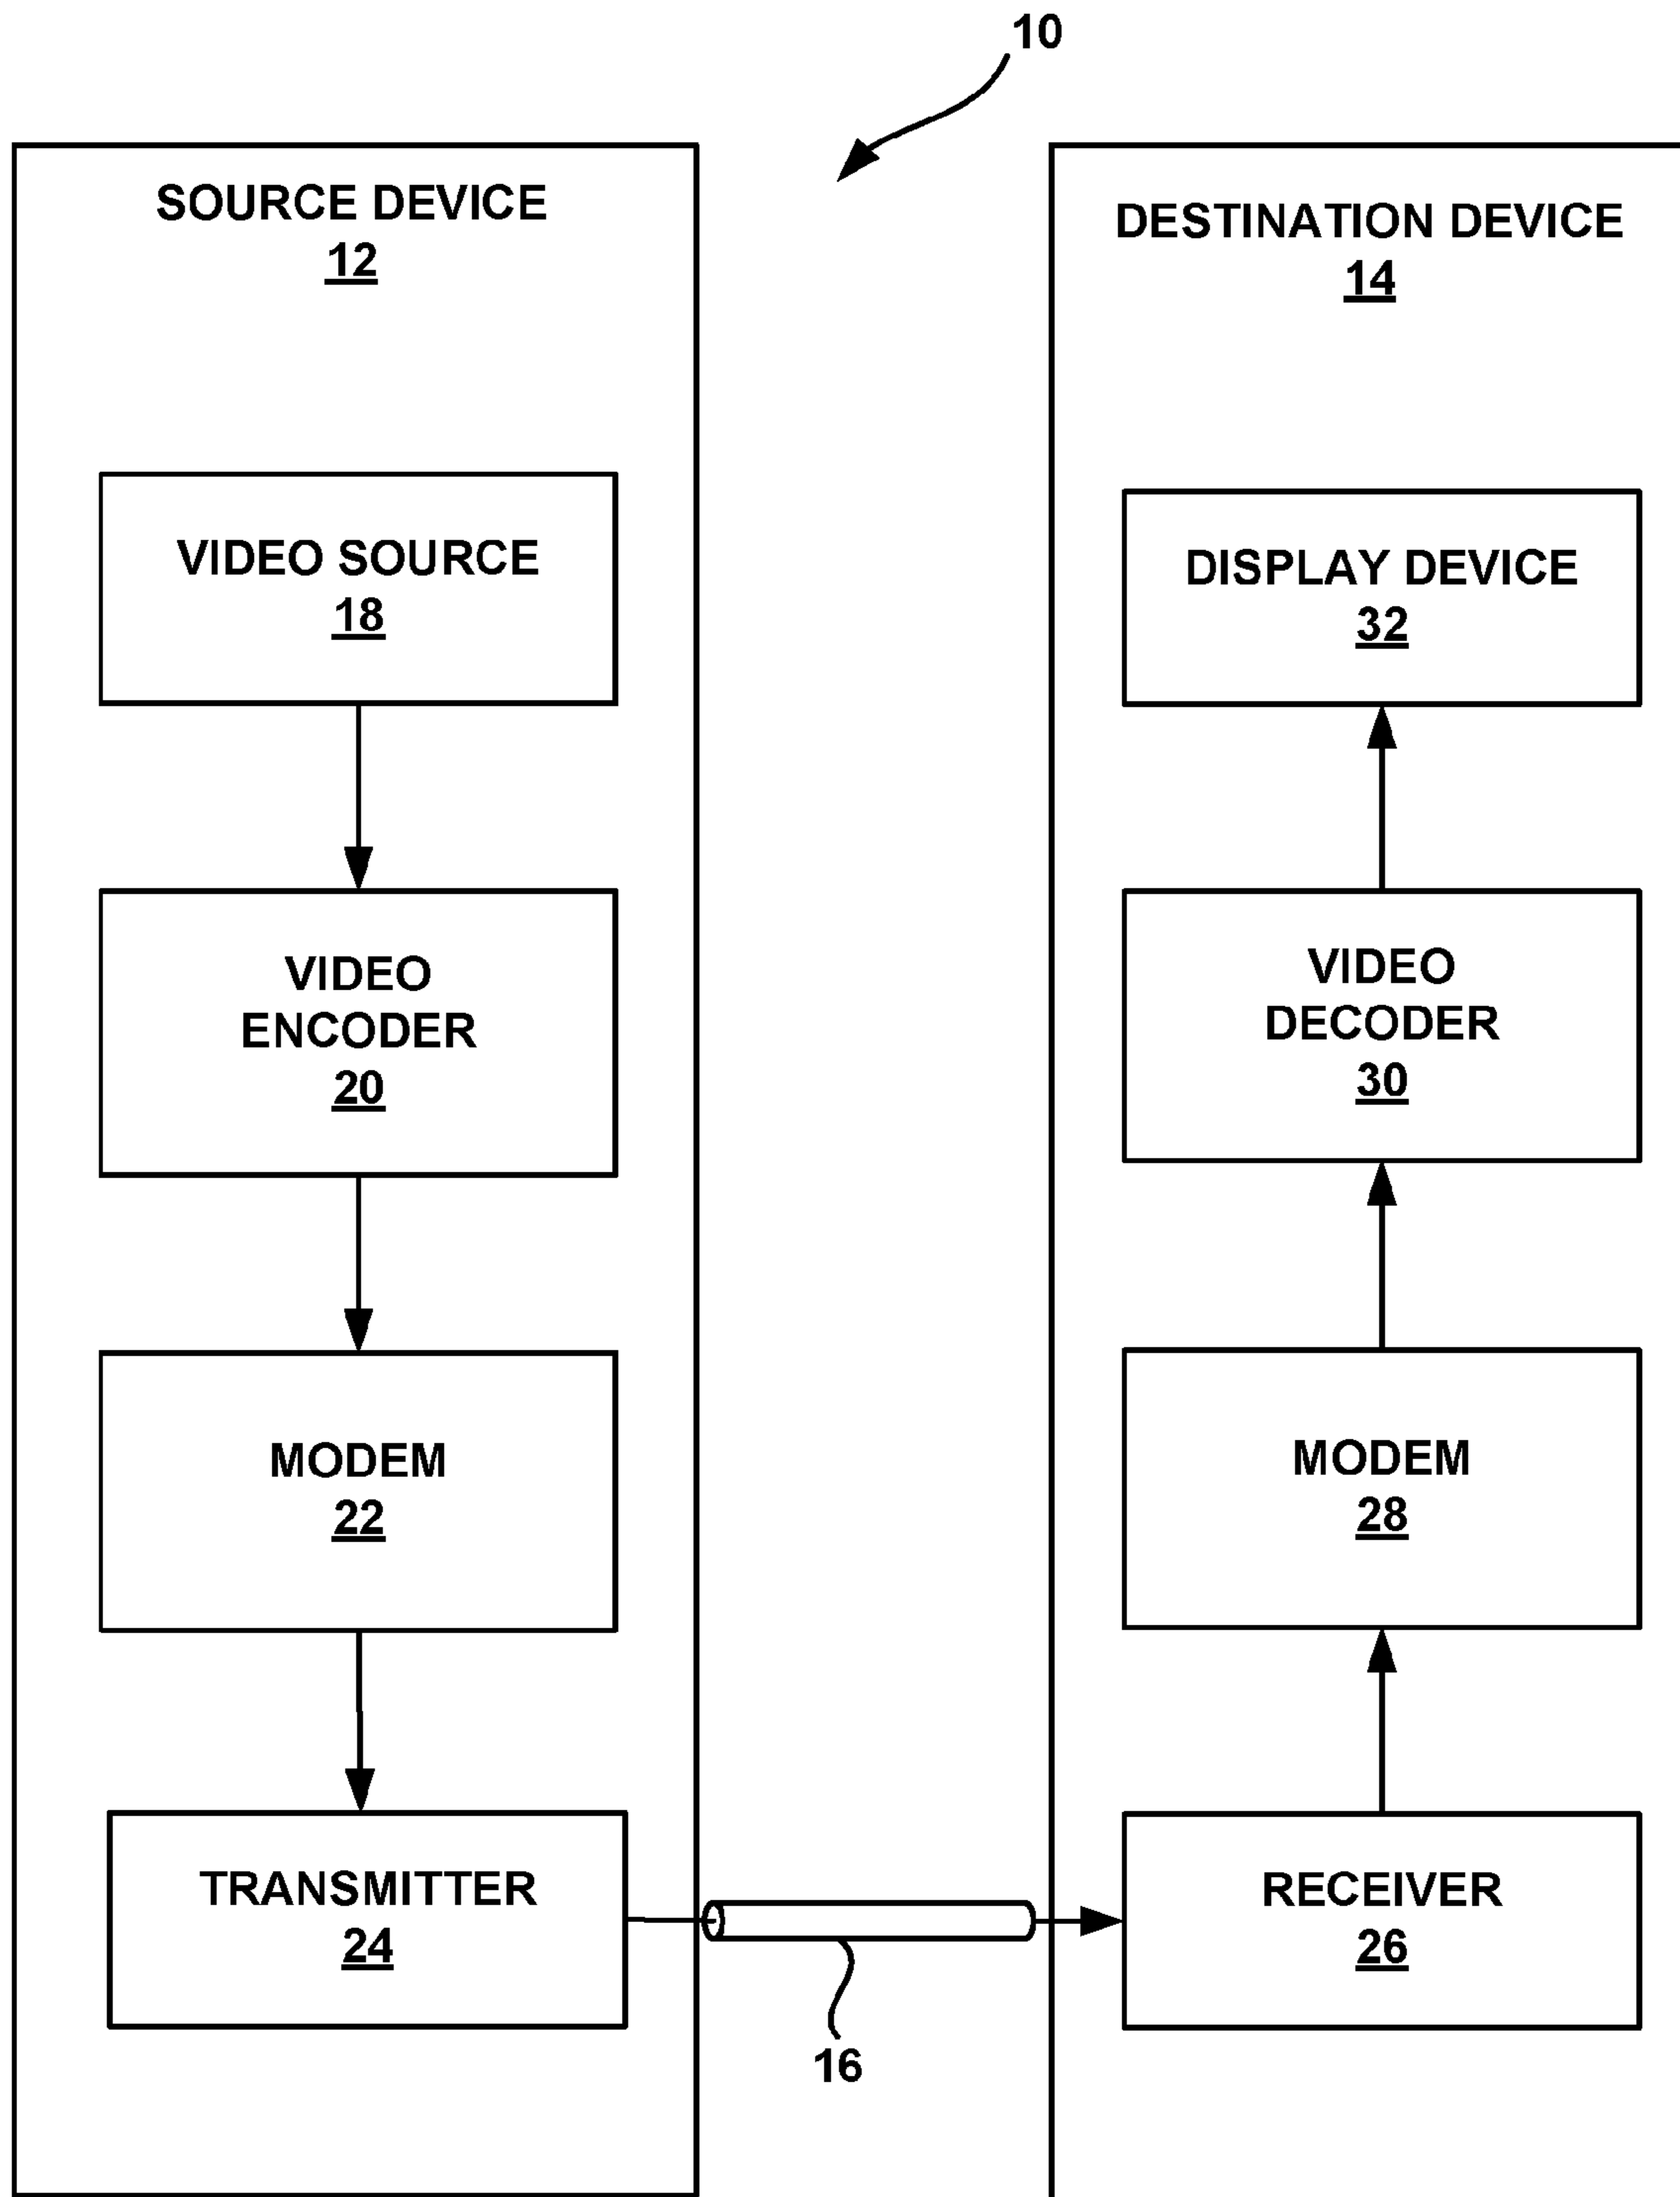 10
SOURCE DEVICE
12
VIDEO SOURCE
18
VIDEO
ENCODER
20
MODEM
22
TRANSMITTER
24
16
DESTINATION DEVICE
14
DISPLAY DEVICE
32
VIDEO
DECODER
30
MODEM
28
RECEIVER
26